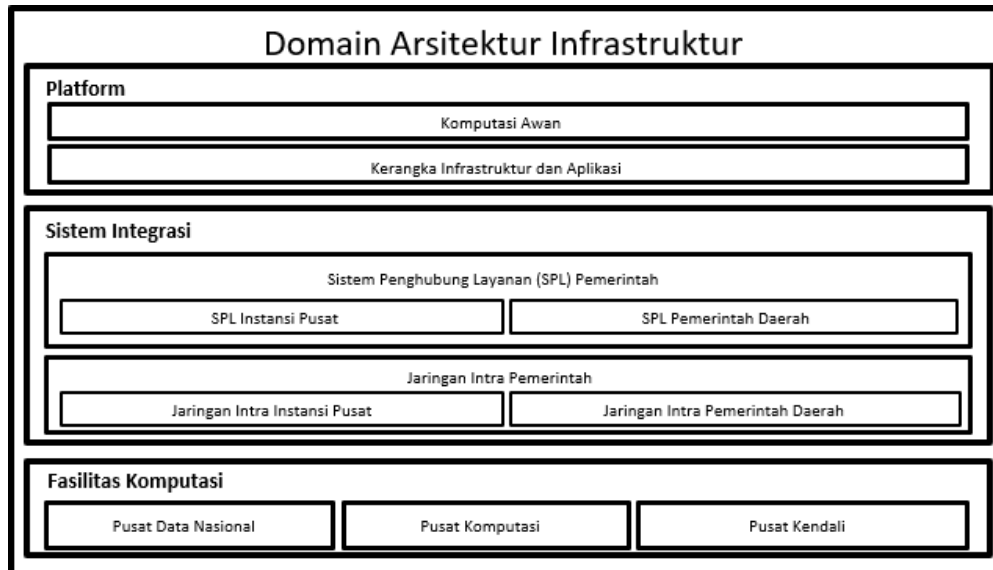 Domain Arsitektur Infrastruktur
Platform
Komputasi Awan
Kerangka Infrastruktur dan Aplikasi
Sistem Integrasi
Sistem Penghubung Layanan (SPL) Pemerintah
SPL Instansi Pusat
SPL Pemerintah Daerah
Jaringan Intra Pemerintah
Jaringan Intra Instansi Pusat
Jaringan Intra Pemerintah Daerah
Fasilitas Komputasi
Pusat Data Nasional
Pusat Komputasi
Pusat Kendali